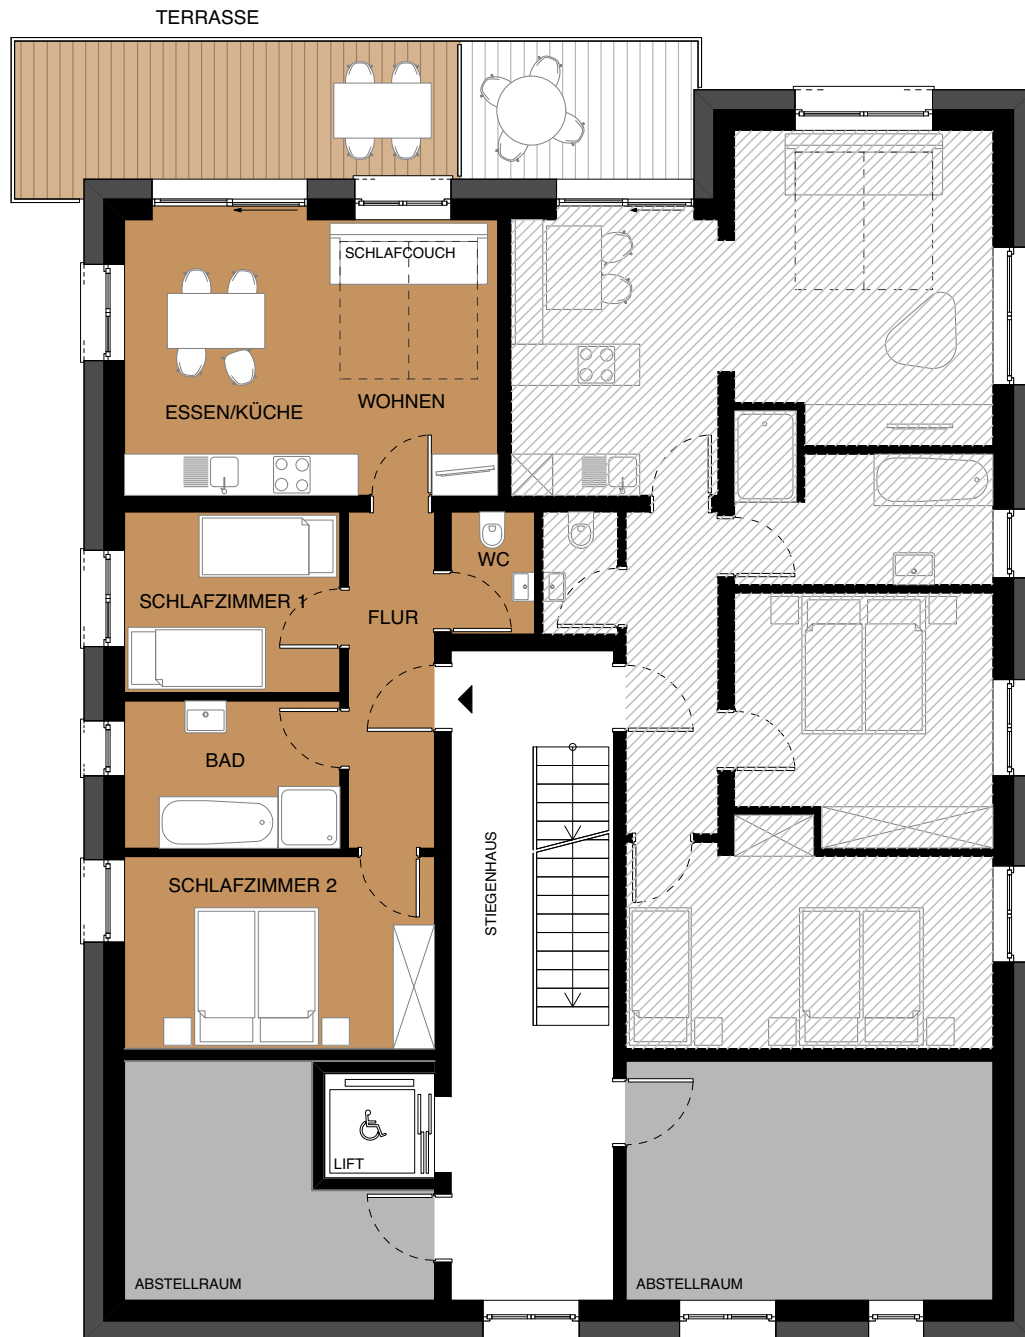 TERRASSE
SCHLAFCOUCH
WOHNEN
ESSEN/KÜCHE
WC
SCHLAFZIMMER 1
FLUR
BAD
SCHLAFZIMMER 2
STIEGENHAUS
LIFT
ABSTELLRAUM
ABSTELLRAUM